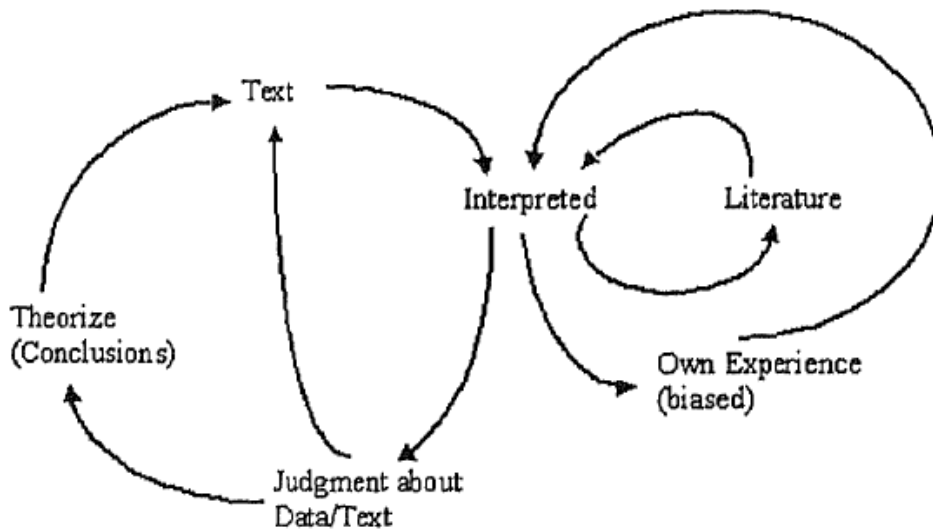 Text
Interpreted
Literature
Theorize
(Conclusions)
Own Experience
(biased)
Judgment about
Data/Text